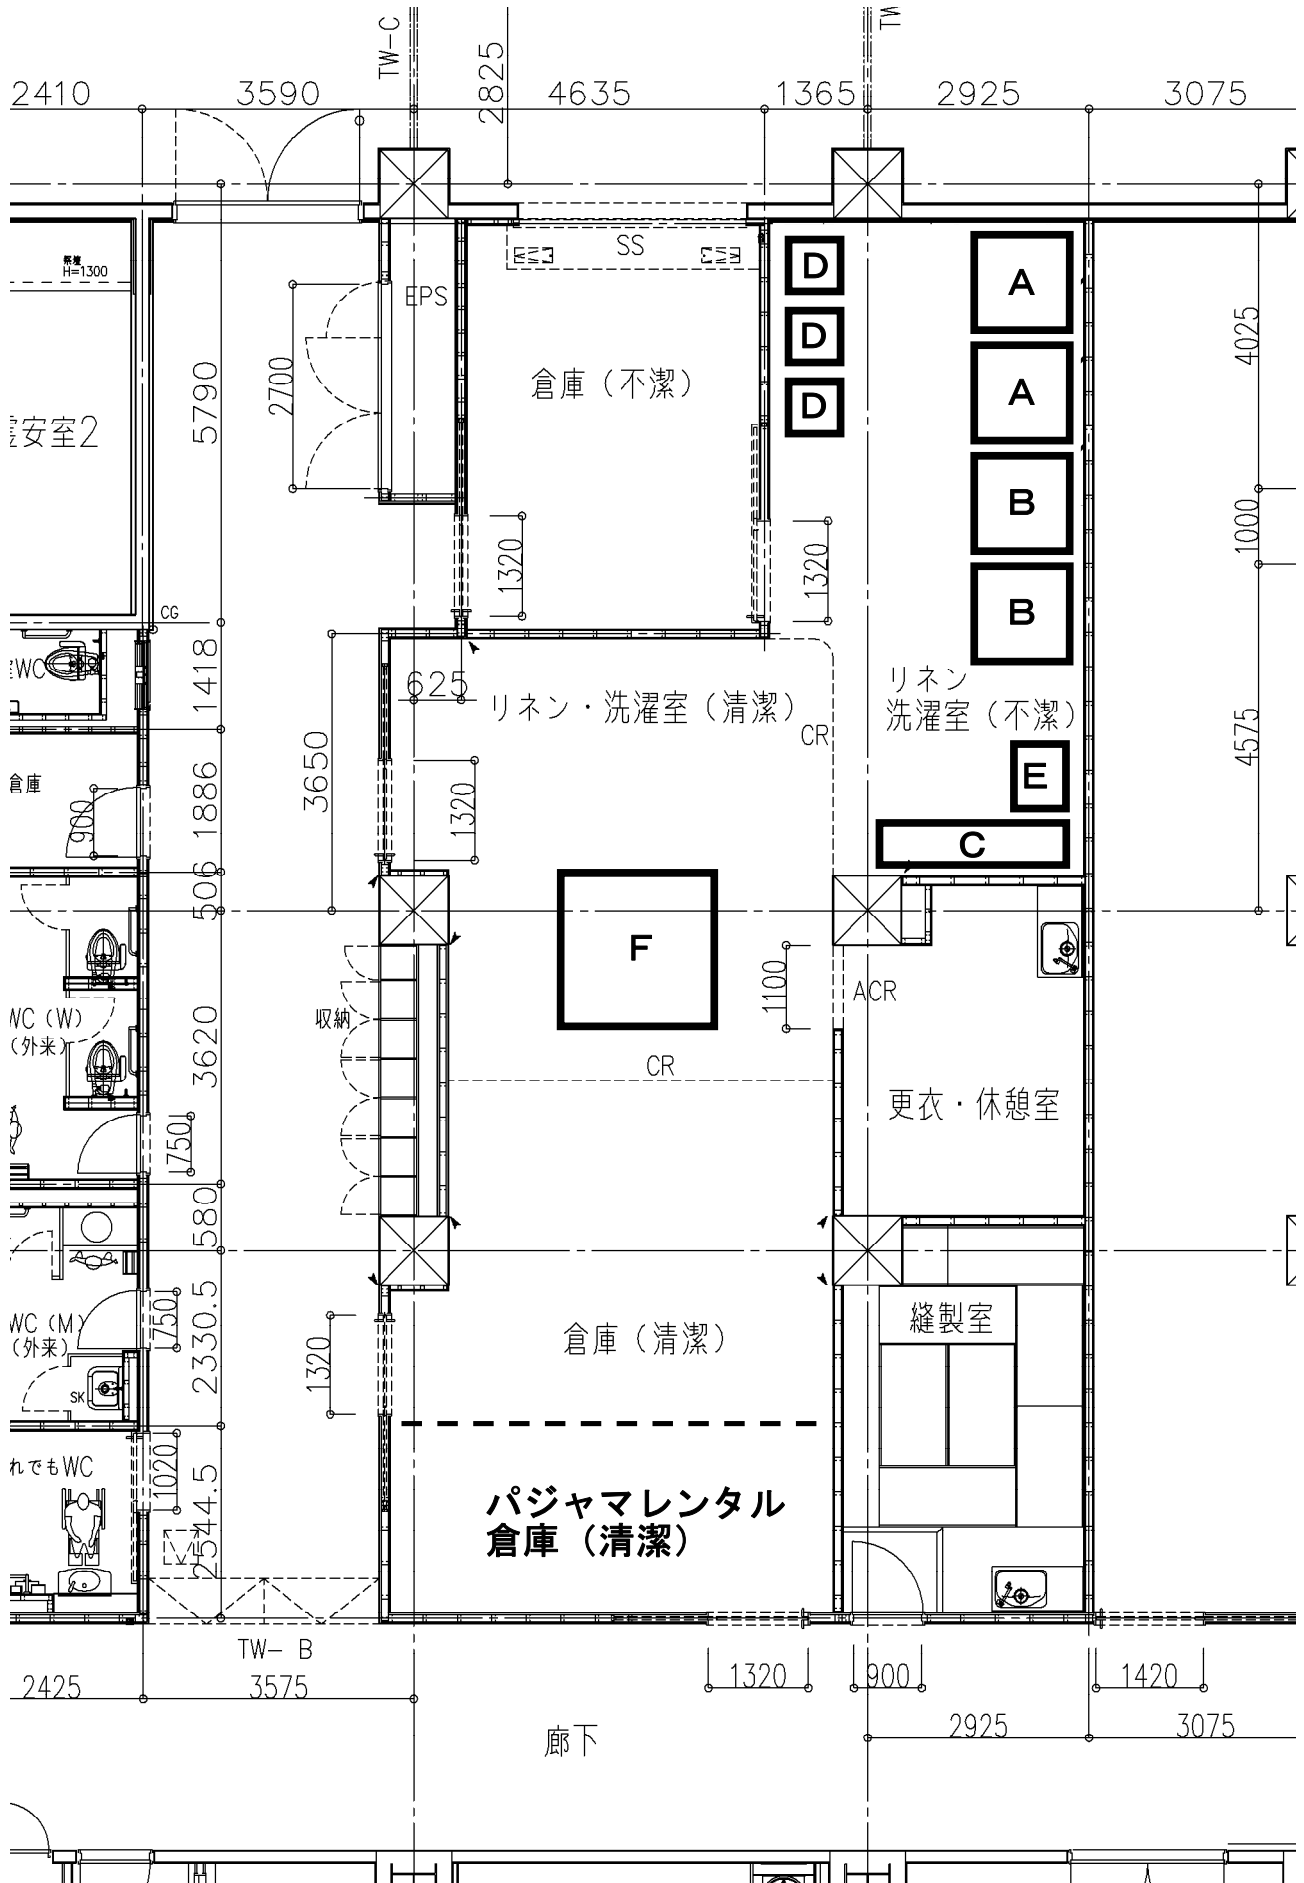 TW-C
2825
2410
3590
4635
1365
2925
3075
祭壇
H=1300
SS
EPS
D
A
D
A
D
B
B
2700
5790
4025
倉庫（不潔）
安室2
1320
1320
1000
CG
WC
1418
625
リネン・洗濯室（清潔）
リネン
洗濯室（不潔）
CR
3650
4575
倉庫
900
1886
1320
E
C
506
F
1100
ACR
収納
WC（W）
（外来）
3620
CR
更衣・休憩室
750
580
WC（M）
（外来）
750
2330.5
1320
倉庫（清潔）
縫製室
SK
れでもWC
1020
2544.5
パジャマレンタル
倉庫（清潔）
TW- B
2425
3575
1320
900
1420
2925
3075
廊下